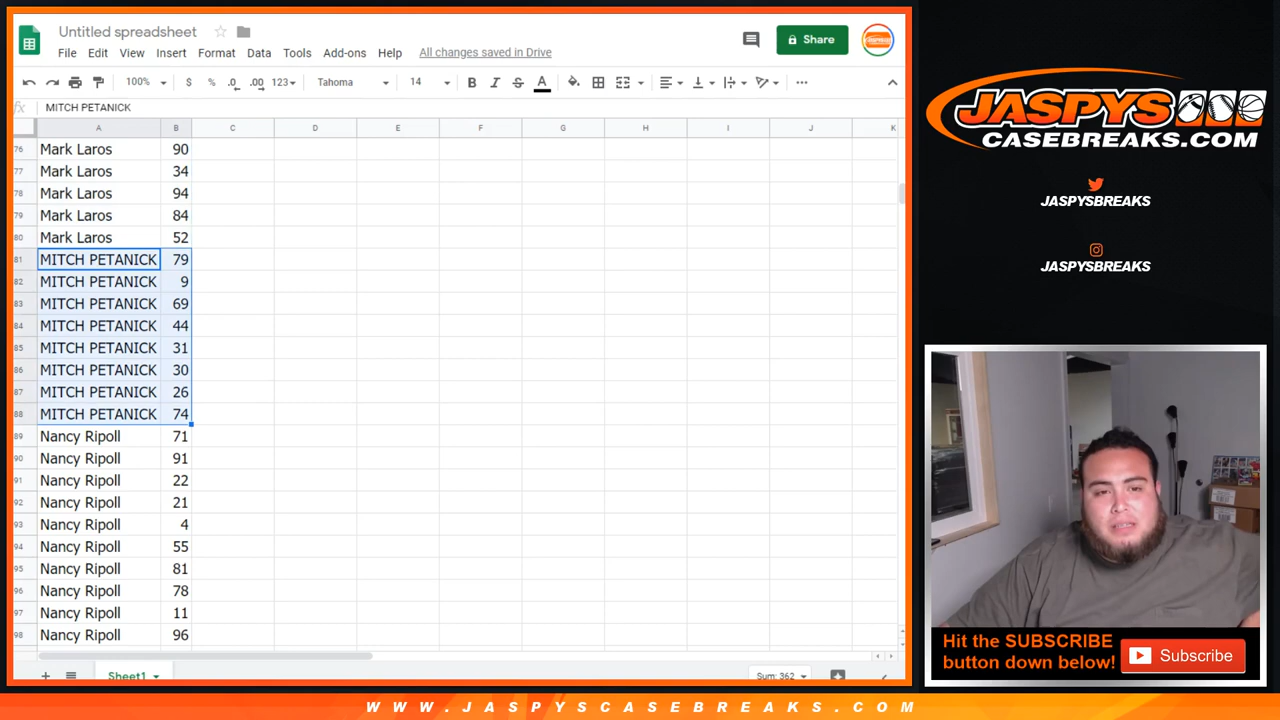 Untitled spreadsheet
File Edit View Insert Format Data Tools Add-ons Help All changes saved in Drive
Share
100% $ % .0 .00 123 Tahoma 14 B I S A
fx MITCH PETANICK
A B C D E F G H I J K
76 Mark Laros 90
77 Mark Laros 34
78 Mark Laros 94
79 Mark Laros 84
80 Mark Laros 52
81 MITCH PETANICK 79
82 MITCH PETANICK 9
83 MITCH PETANICK 69
84 MITCH PETANICK 44
85 MITCH PETANICK 31
86 MITCH PETANICK 30
87 MITCH PETANICK 26
88 MITCH PETANICK 74
89 Nancy Ripoll 71
90 Nancy Ripoll 91
91 Nancy Ripoll 22
92 Nancy Ripoll 21
93 Nancy Ripoll 4
94 Nancy Ripoll 55
95 Nancy Ripoll 81
96 Nancy Ripoll 78
97 Nancy Ripoll 11
98 Nancy Ripoll 96
Sheet1
Sum: 362
JASPYS
CASEBREAKS.COM
JASPYSBREAKS
JASPYSBREAKS
Hit the SUBSCRIBE
button down below!
Subscribe
WWW.JASPYSCASEBREAKS.COM